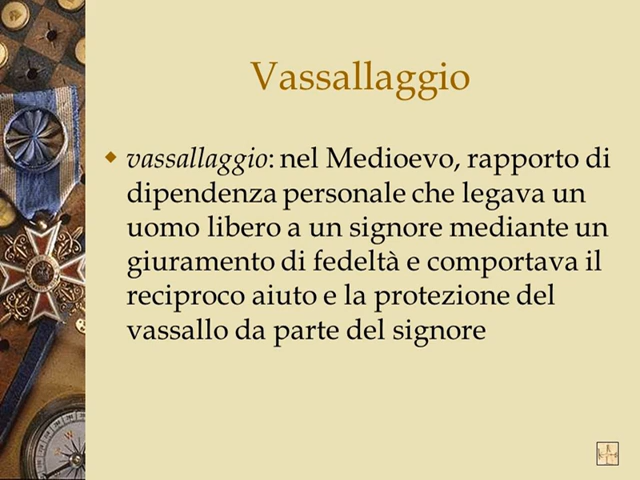 Vassallaggio
vassallaggio: nel Medioevo, rapporto di
dipendenza personale che legava un
uomo libero a un signore mediante un
giuramento di fedeltà e comportava il
reciproco aiuto e la protezione del
vassallo da parte del signore